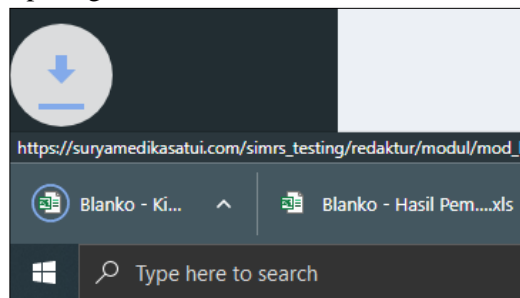 https://suryamedikasatui.com/simrs_testing/redaktur/modul/mod_
Blanko - Ki... Blanko - Hasil Pem....xls
Type here to search